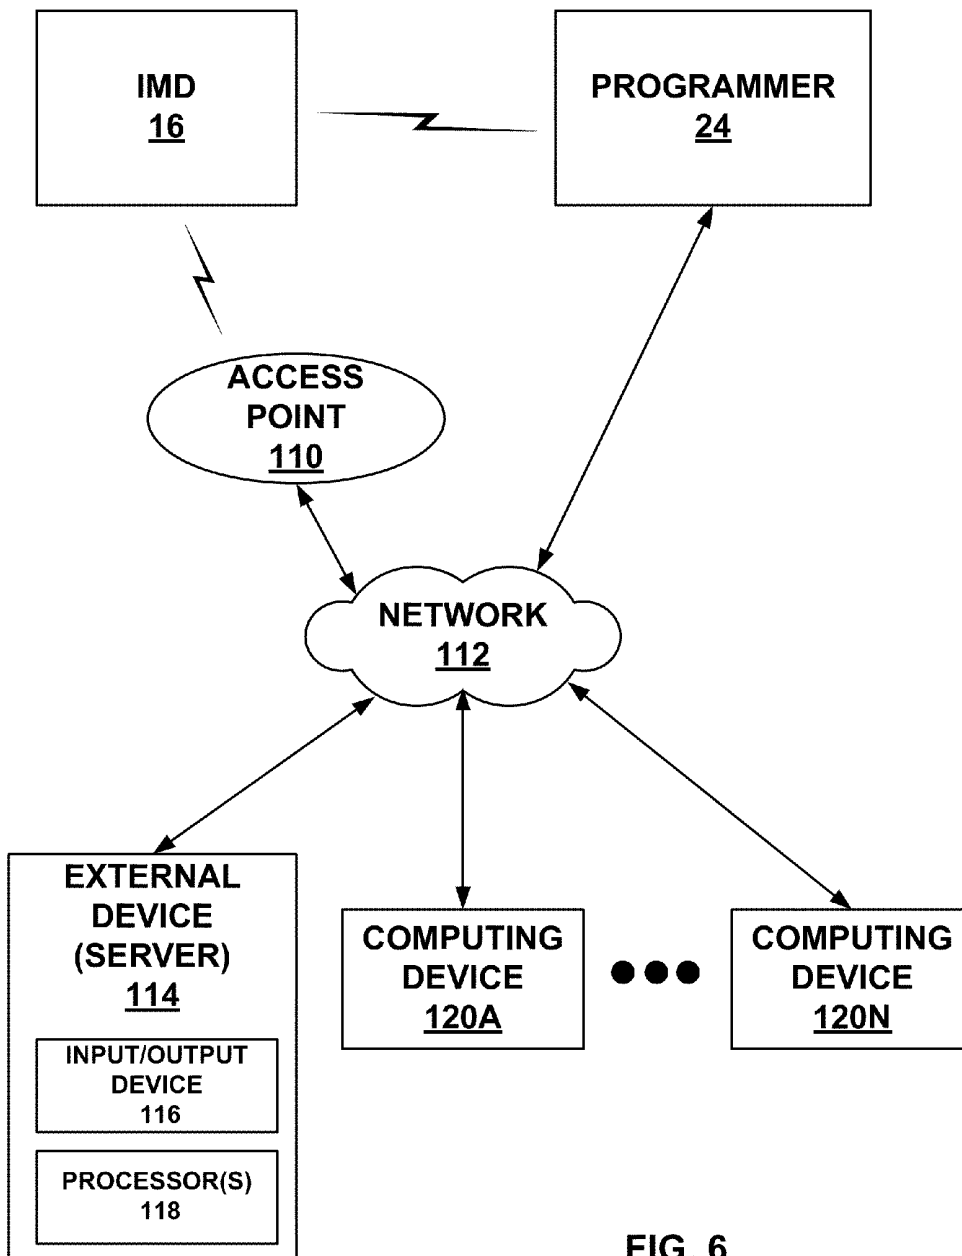 IMD
16
PROGRAMMER
24
ACCESS
POINT
110
NETWORK
112
EXTERNAL
DEVICE
(SERVER)
114
INPUT/OUTPUT
DEVICE
116
PROCESSOR(S)
118
COMPUTING
DEVICE
120A
COMPUTING
DEVICE
120N
FIG. 6